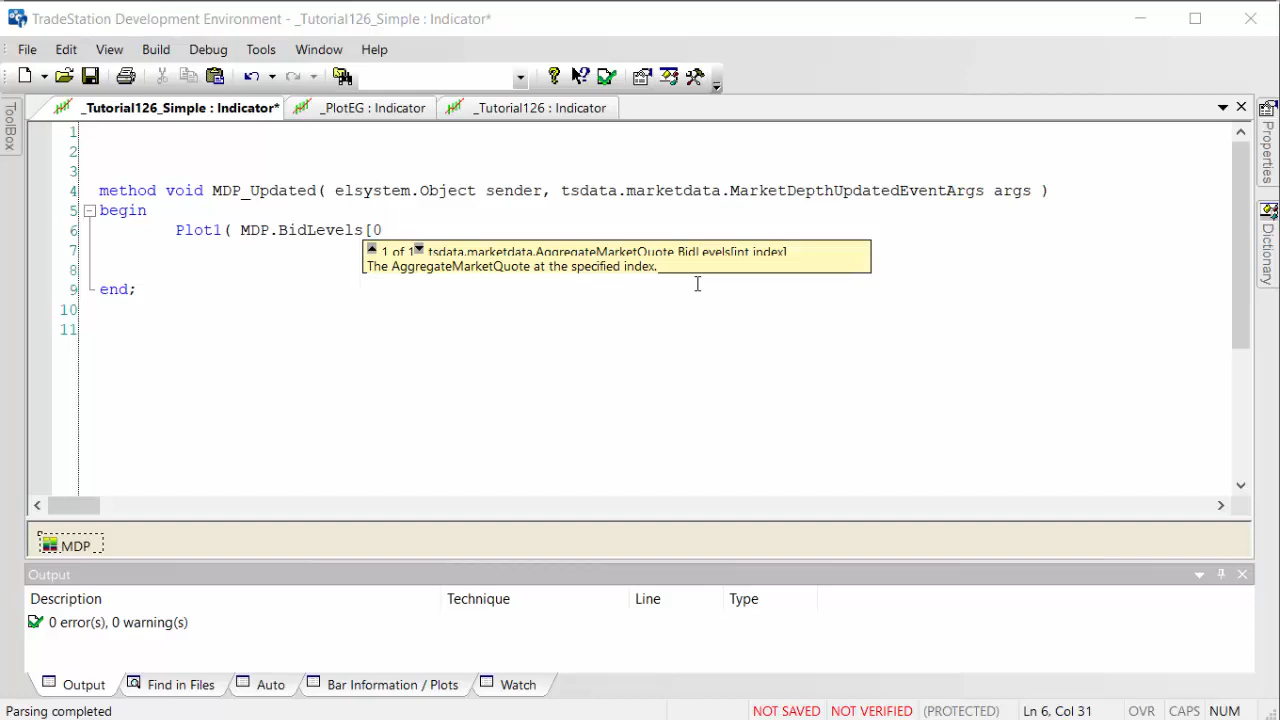 TradeStation Development Environment - _Tutorial126_Simple : Indicator*
File Edit View Build Debug Tools Window Help
_Tutorial126_Simple : Indicator* _PlotEG : Indicator _Tutorial126 : Indicator
ToolBox
Properties
Dictionary
1
2
3
4 method void MDP_Updated( elsystem.Object sender, tsdata.marketdata.MarketDepthUpdatedEventArgs args )
5 begin
6 Plot1( MDP.BidLevels[0
7 1 of 1 tsdata.marketdata.AggregateMarketQuote BidLevels[int index]
The AggregateMarketQuote at the specified index.
8
9 end;
10
11
MDP
Output
Description Technique Line Type
0 error(s), 0 warning(s)
Output Find in Files Auto Bar Information / Plots Watch
Parsing completed NOT SAVED NOT VERIFIED (PROTECTED) Ln 6, Col 31 OVR CAPS NUM